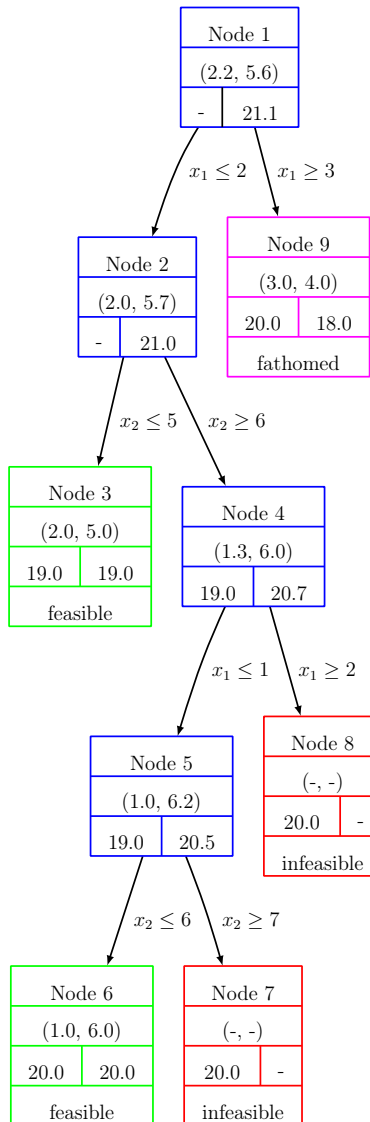 Node 1
(2.2, 5.6)
- 21.1
x₁ ≤ 2 x₁ ≥ 3
Node 2
(2.0, 5.7)
- 21.0
Node 9
(3.0, 4.0)
20.0 18.0
fathomed
x₂ ≤ 5 x₂ ≥ 6
Node 3
(2.0, 5.0)
19.0 19.0
feasible
Node 4
(1.3, 6.0)
19.0 20.7
x₁ ≤ 1 x₁ ≥ 2
Node 5
(1.0, 6.2)
19.0 20.5
Node 8
(-, -)
20.0 -
infeasible
x₂ ≤ 6 x₂ ≥ 7
Node 6
(1.0, 6.0)
20.0 20.0
feasible
Node 7
(-, -)
20.0 -
infeasible